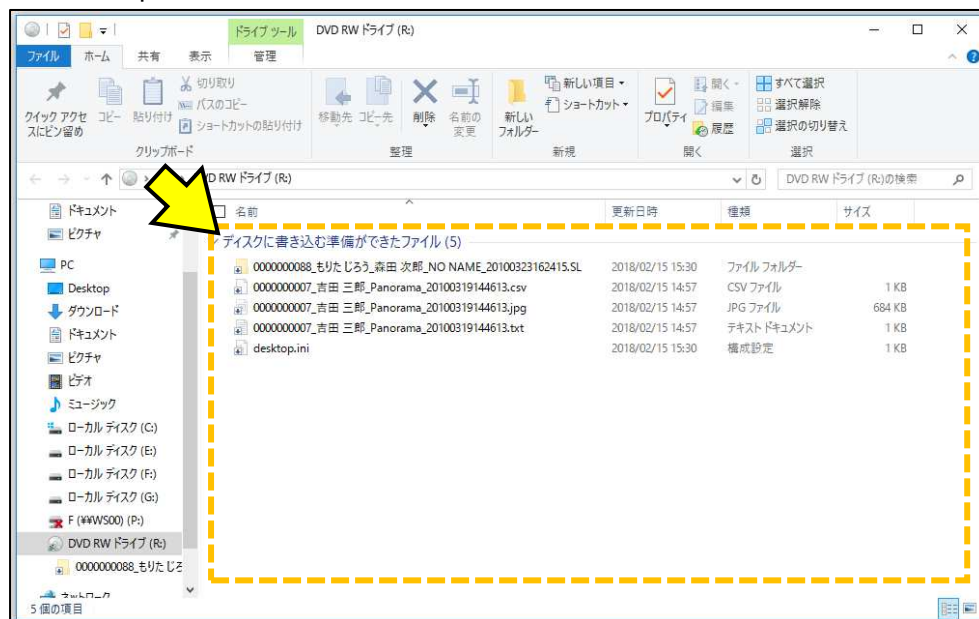 ドライブ ツール DVD RW ドライブ (R:)
ファイル ホーム 共有 表示 管理
クイック アクセスにピン留め コピー 貼り付け 切り取り パスのコピー ショートカットの貼り付け
移動先 コピー先 削除 名前の変更 新しいフォルダー 新しい項目 ショートカット
プロパティ 開く 編集 履歴 すべて選択 選択解除 選択の切り替え
クリップボード 整理 新規 開く 選択
DVD RW ドライブ (R:) DVD RW ドライブ (R:)の検索
名前 更新日時 種類 サイズ
ディスクに書き込む準備ができたファイル (5)
0000000088_もりた じろう_森田 次郎_NO NAME_20100323162415.SL 2018/02/15 15:30 ファイル フォルダー
0000000007_吉田 三郎_Panorama_20100319144613.csv 2018/02/15 14:57 CSV ファイル 1 KB
0000000007_吉田 三郎_Panorama_20100319144613.jpg 2018/02/15 14:57 JPG ファイル 684 KB
0000000007_吉田 三郎_Panorama_20100319144613.txt 2018/02/15 14:57 テキスト ドキュメント 1 KB
desktop.ini 2018/02/15 15:30 構成設定 1 KB
ドキュメント
ピクチャ
PC
Desktop
ダウンロード
ドキュメント
ピクチャ
ビデオ
ミュージック
ローカル ディスク (C:)
ローカル ディスク (E:)
ローカル ディスク (F:)
ローカル ディスク (G:)
F (¥¥WS00) (P:)
DVD RW ドライブ (R:)
0000000088_もりた じろ
5 個の項目